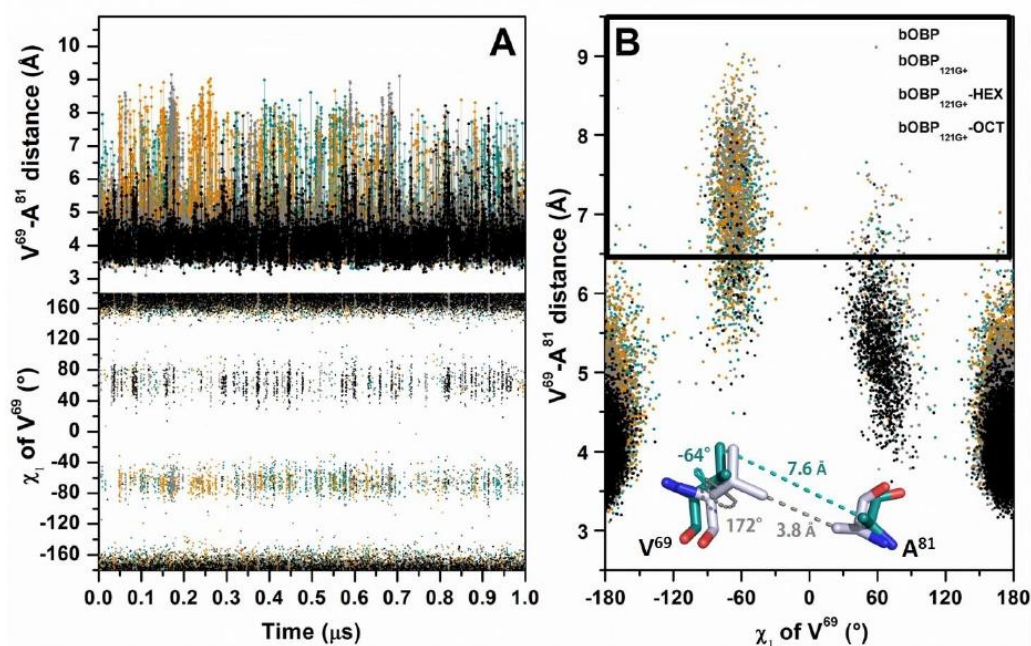 A
V⁶⁹-A⁸¹ distance (Å)
10
9
8
7
6
5
4
3
χ₁ of V⁶⁹ (°)
160
120
80
40
0
-40
-80
-120
-160
0.0 0.1 0.2 0.3 0.4 0.5 0.6 0.7 0.8 0.9 1.0
Time (μs)
B
V⁶⁹-A⁸¹ distance (Å)
9
8
7
6
5
4
3
bOBP
bOBP₁₂₁G₊
bOBP₁₂₁G₊-HEX
bOBP₁₂₁G₊-OCT
-64°
7.6 Å
172°
3.8 Å
V⁶⁹
A⁸¹
-180 -120 -60 0 60 120 180
χ₁ of V⁶⁹ (°)